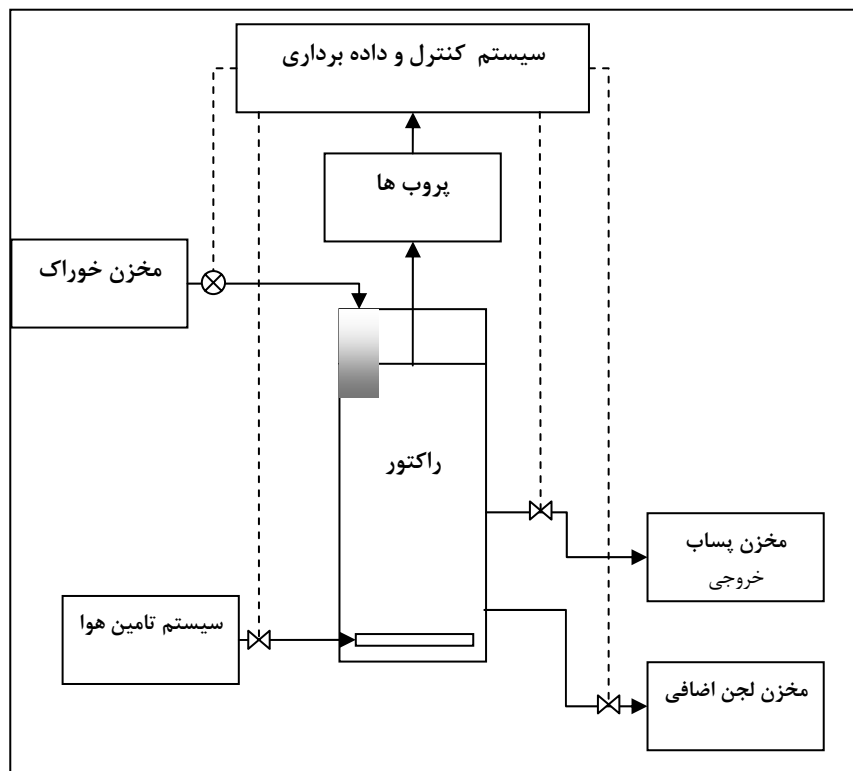 سیستم کنترل و داده برداری
پروب ها
مخزن خوراک
راکتور
مخزن پساب
خروجی
سیستم تامین هوا
مخزن لجن اضافی